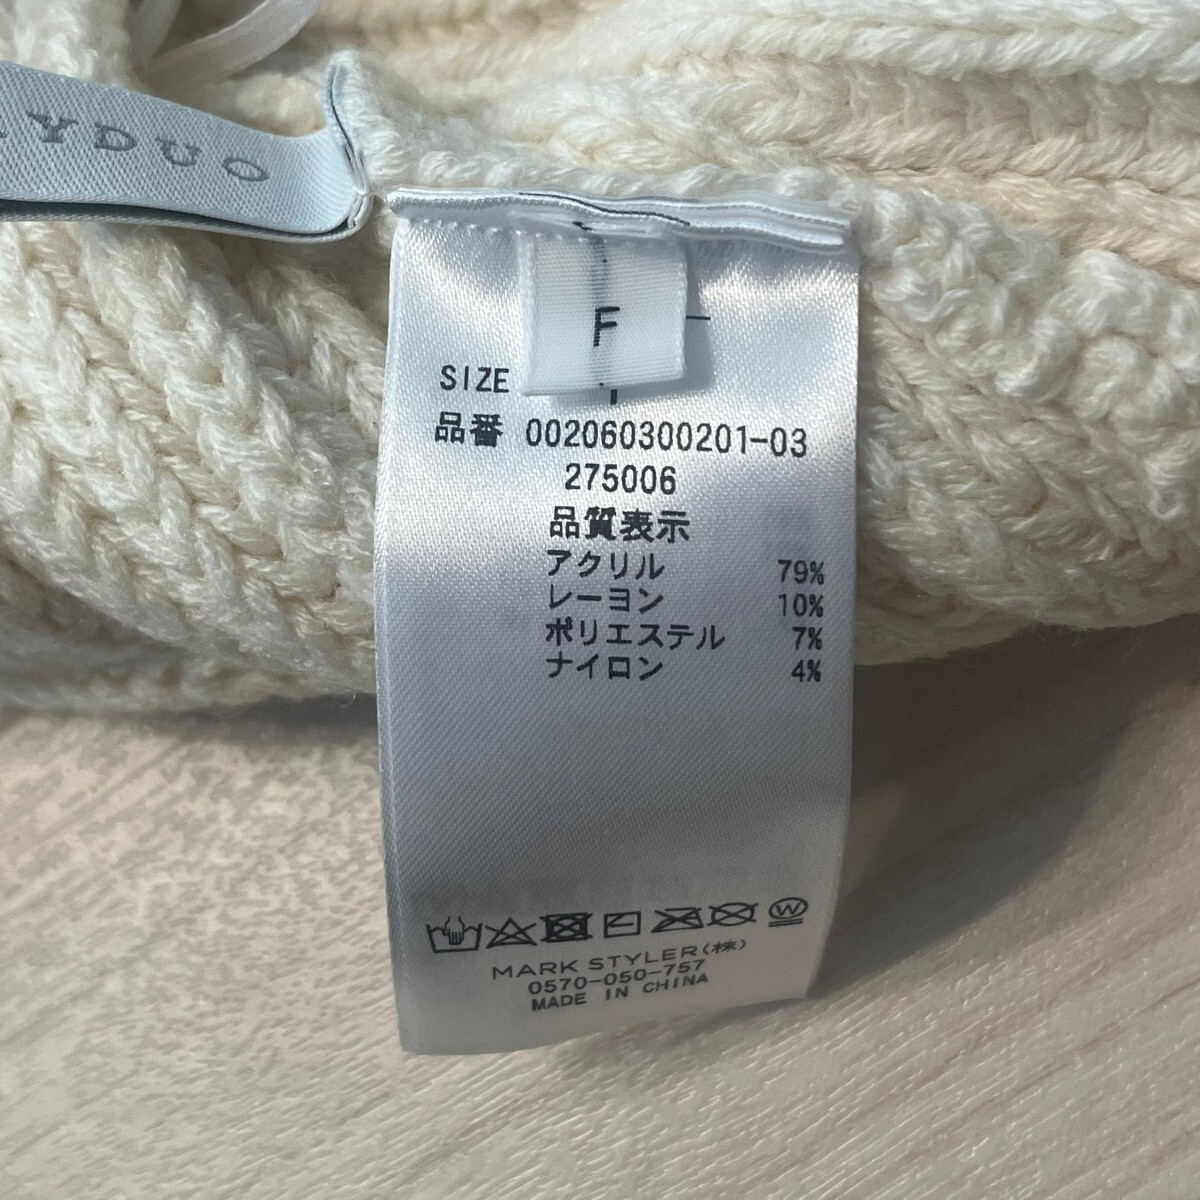 YDUO
F
SIZE
品番 002060300201-03
275006
品質表示
アクリル 79%
レーヨン 10%
ポリエステル 7%
ナイロン 4%
W
MARK STYLER(株)
0570-050-757
MADE IN CHINA